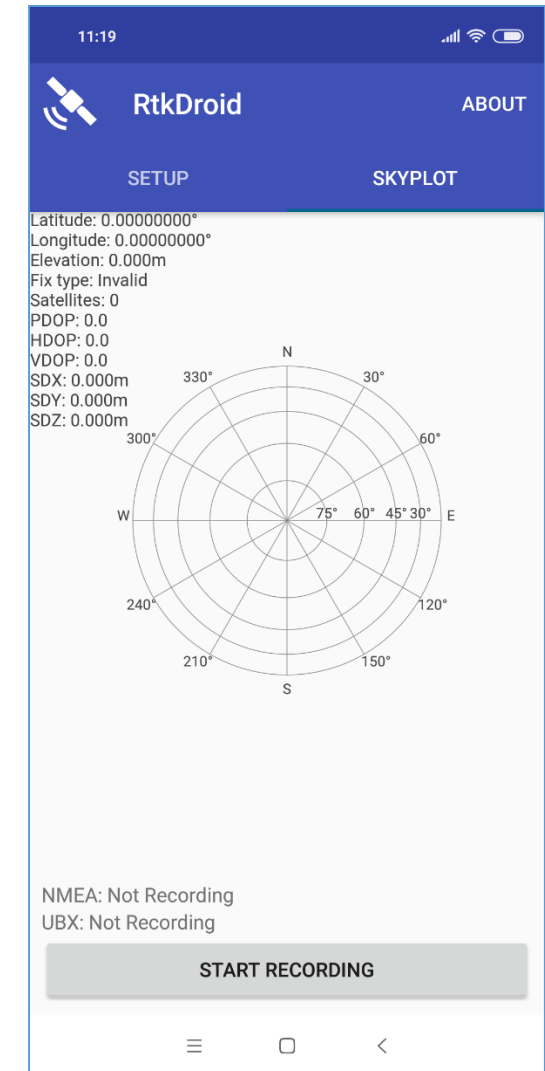 11:19
RtkDroid
ABOUT
SETUP
SKYPLOT
Latitude: 0.00000000°
Longitude: 0.00000000°
Elevation: 0.000m
Fix type: Invalid
Satellites: 0
PDOP: 0.0
HDOP: 0.0
VDOP: 0.0
SDX: 0.000m
SDY: 0.000m
SDZ: 0.000m
N
330° 30°
300° 60°
W 75° 60° 45° 30° E
240° 120°
210° 150°
S
NMEA: Not Recording
UBX: Not Recording
START RECORDING